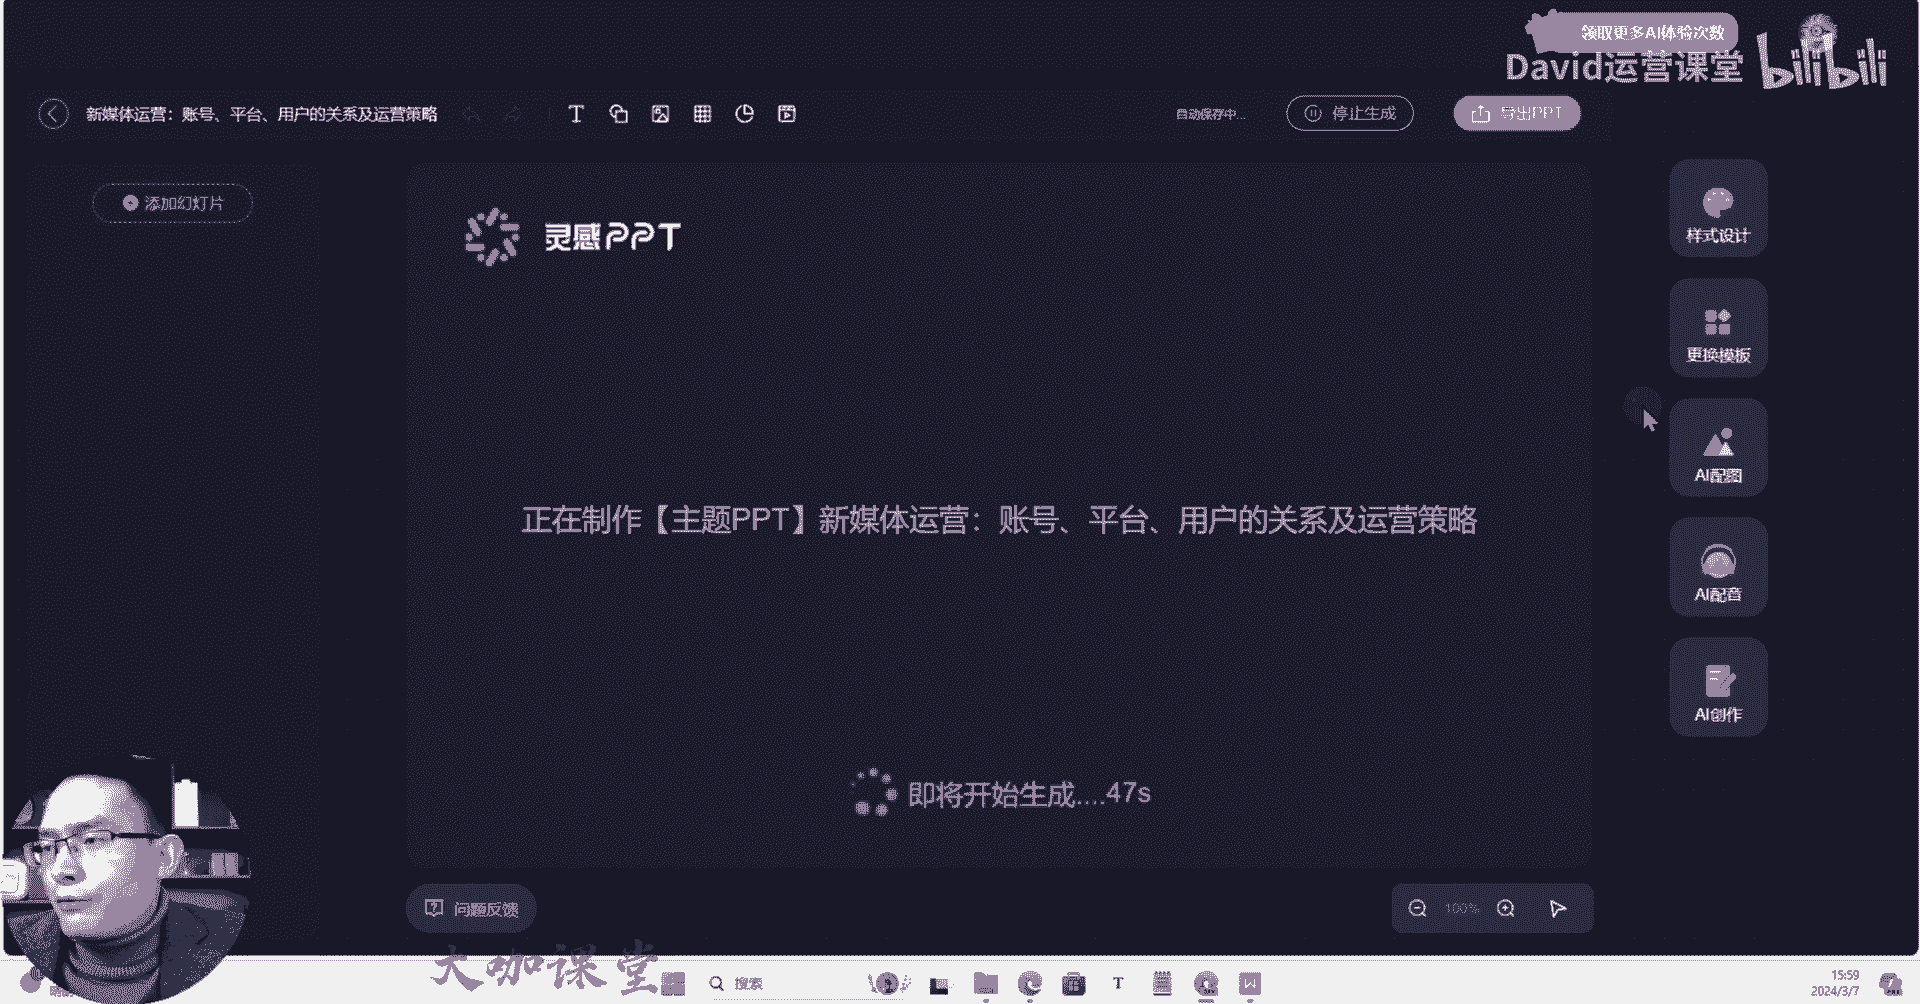 领取更多AI体验次数
David运营课堂
bilibili
新媒体运营：账号、平台、用户的关系及运营策略
自动保存中...
停止生成
导出PPT
添加幻灯片
灵感PPT
样式设计
更换模板
AI配图
AI配音
AI创作
正在制作【主题PPT】新媒体运营：账号、平台、用户的关系及运营策略
即将开始生成....47s
问题反馈
100%
大咖课堂
搜索
15:59
2024/3/7